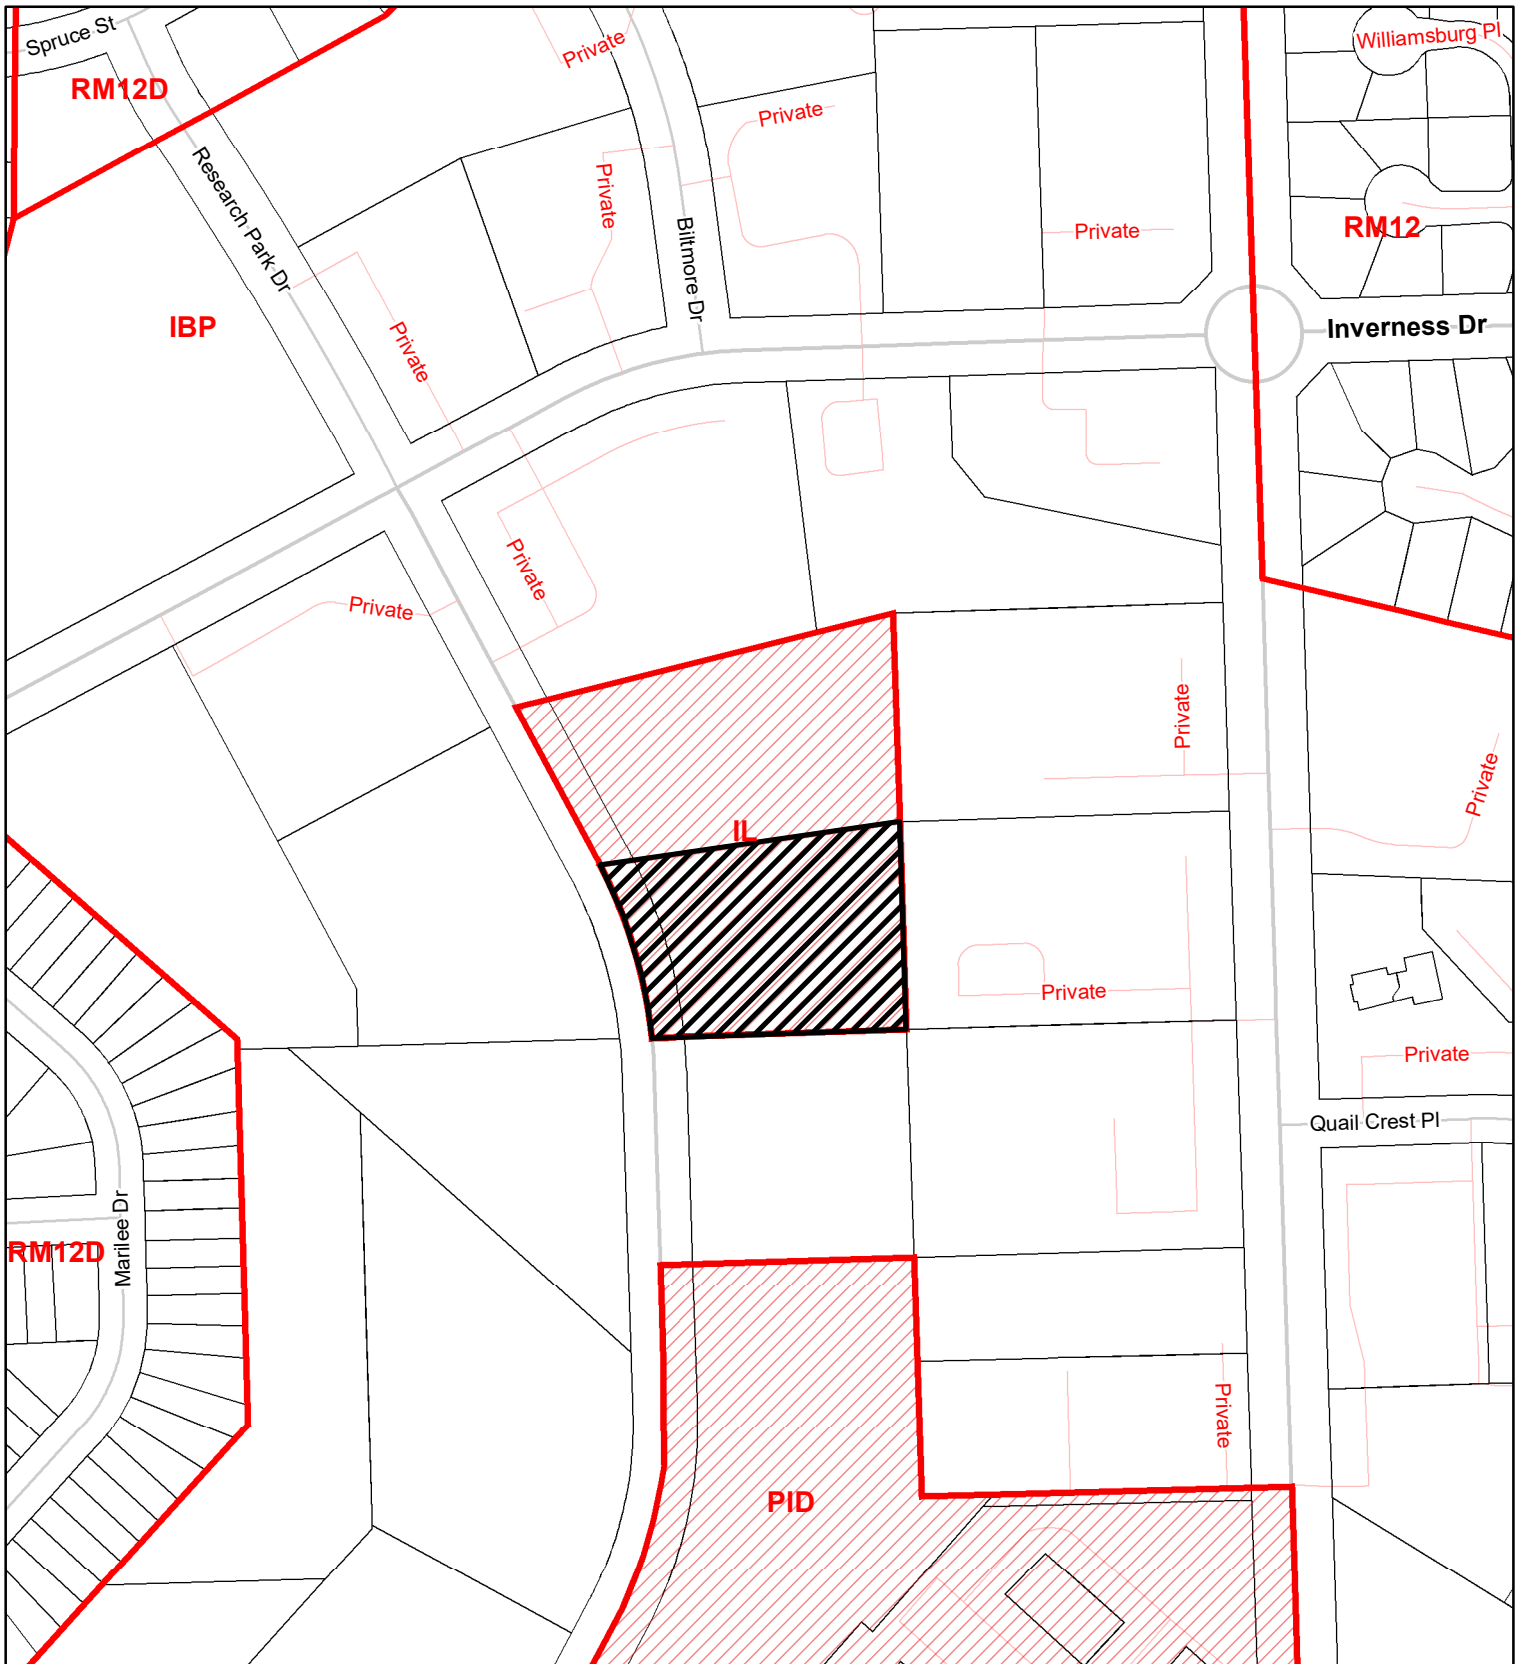 Spruce St
Private
Williamsburg Pl
RM12D
Private
Research Park Dr
Private
Biltmore Dr
Private
RM12
IBP
Private
Inverness Dr
Private
Private
Private
Private
IL
Private
Private
Quail Crest Pl
Marilee Dr
RM12D
Private
PID